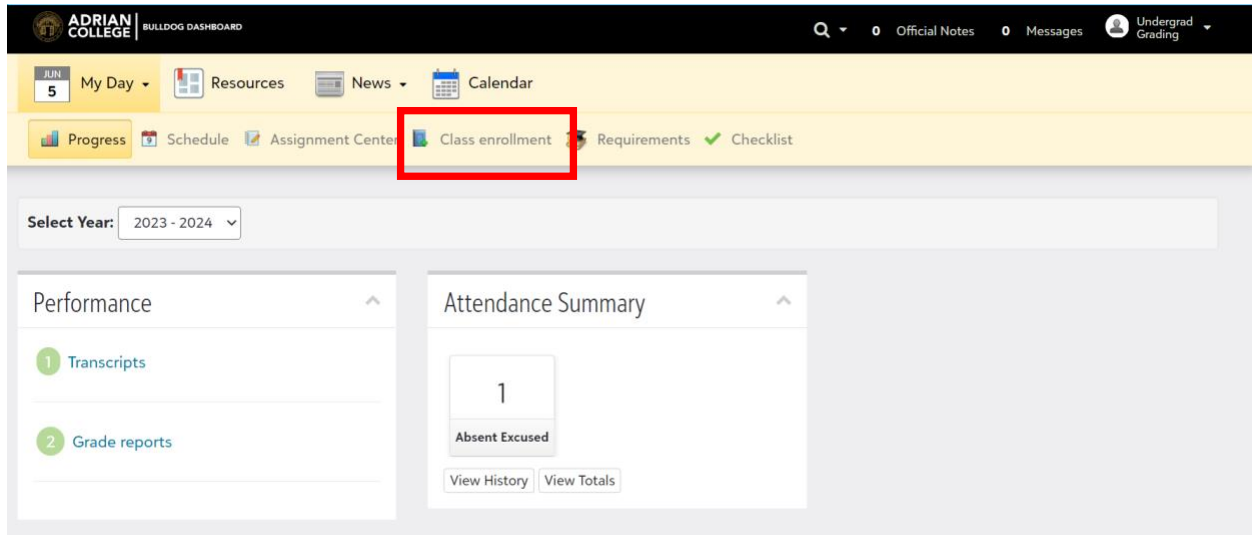 ADRIAN COLLEGE BULLDOG DASHBOARD
0 Official Notes 0 Messages Undergrad Grading
JUN 5 My Day Resources News Calendar
Progress 9 Schedule Assignment Center Class enrollment Requirements Checklist
Select Year: 2023 - 2024
Performance
1 Transcripts
2 Grade reports
Attendance Summary
1
Absent Excused
View History View Totals